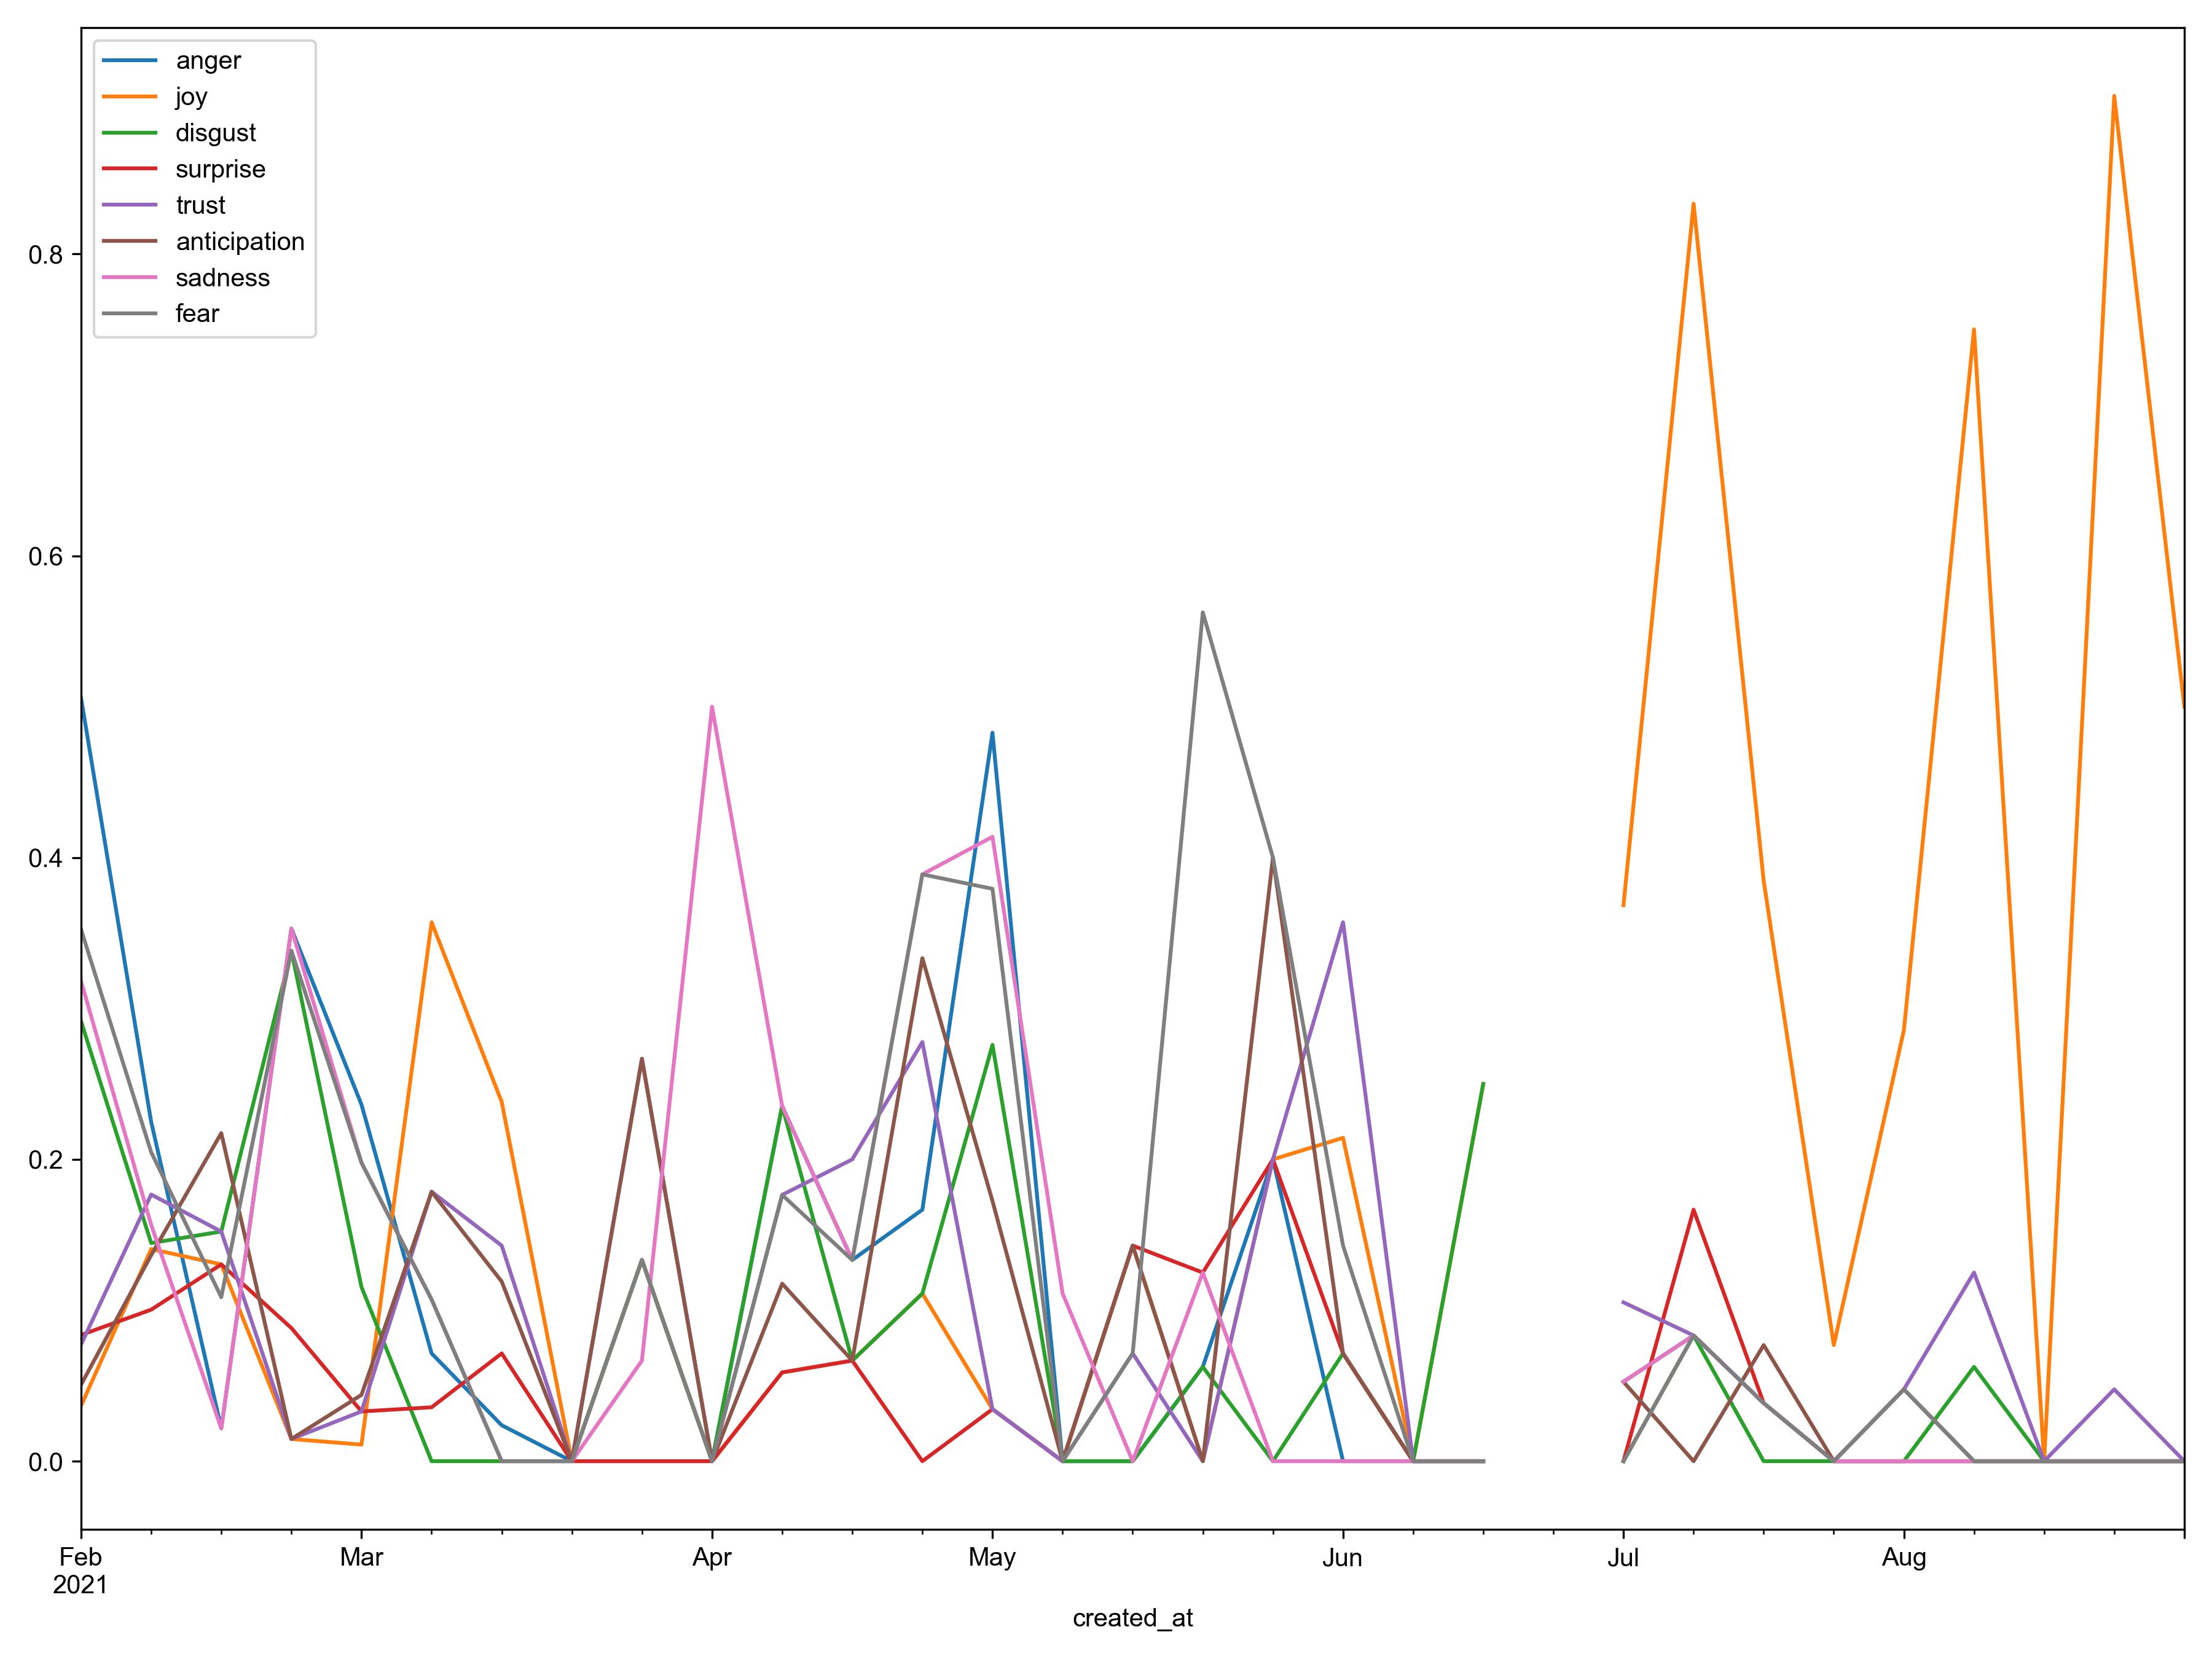 anger
joy
disgust
surprise
trust
anticipation
sadness
fear
0.8
0.6
0.4
0.2
0.0
Feb Mar Apr May Jun Jul Aug
2021
created_at